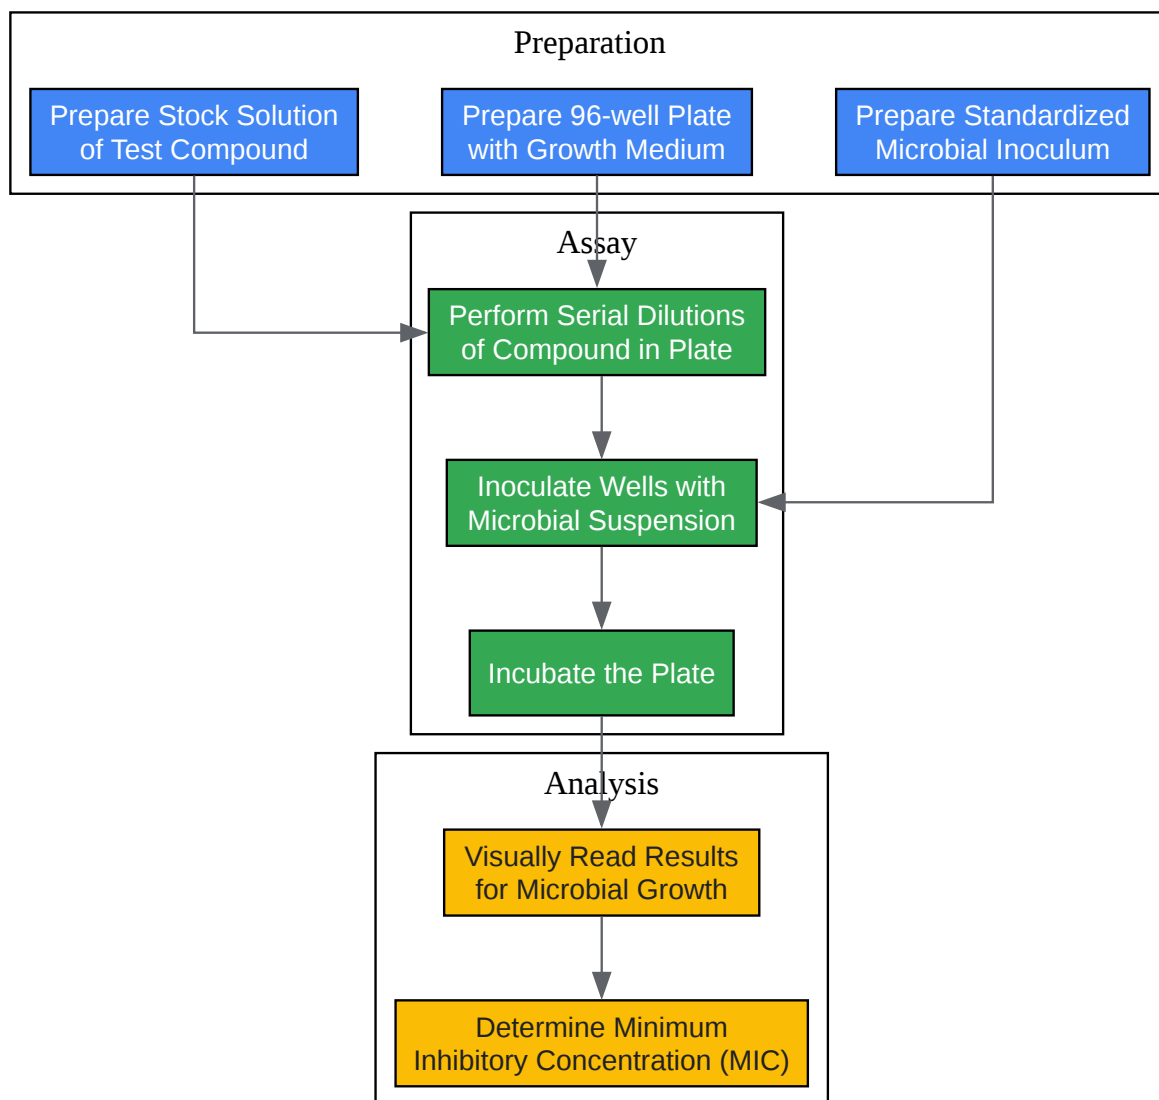 Preparation
Prepare Stock Solution
of Test Compound
Prepare 96-well Plate
with Growth Medium
Prepare Standardized
Microbial Inoculum
Assay
Perform Serial Dilutions
of Compound in Plate
Inoculate Wells with
Microbial Suspension
Incubate the Plate
Analysis
Visually Read Results
for Microbial Growth
Determine Minimum
Inhibitory Concentration (MIC)